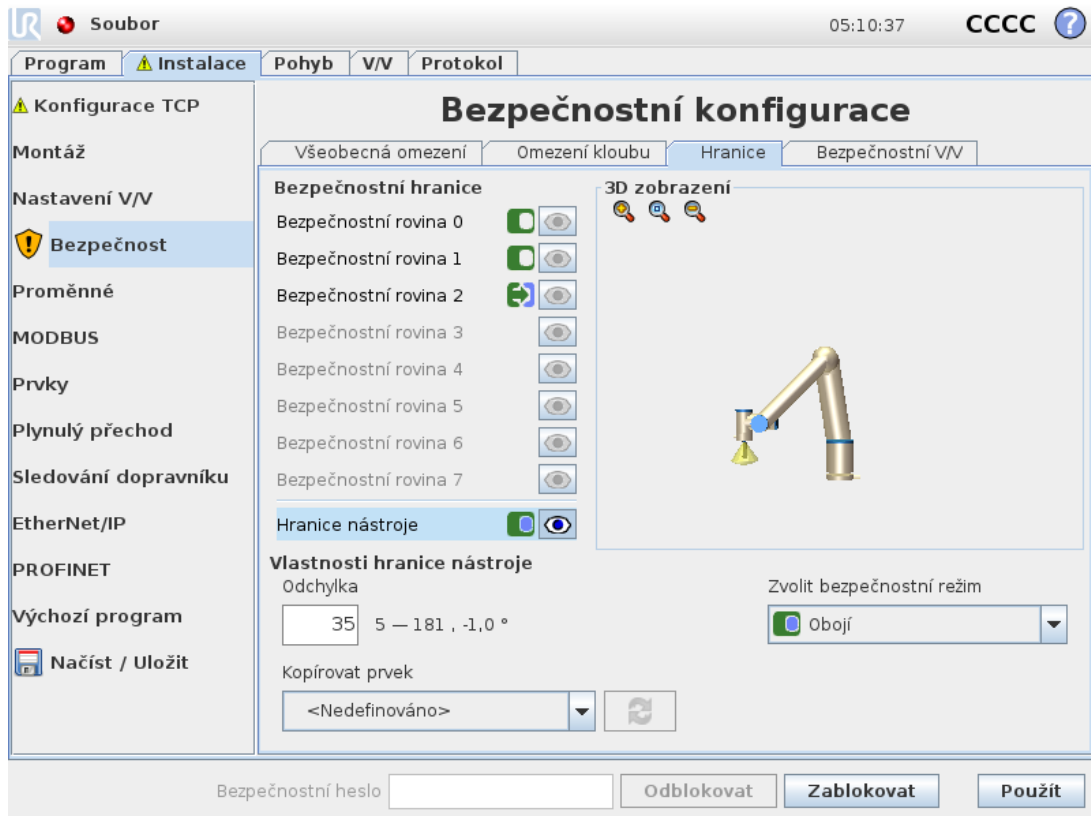 UR Soubor 05:10:37 CCCC ?
Program Instalace Pohyb V/V Protokol
Konfigurace TCP
Montáž
Nastavení V/V
Bezpečnost
Proměnné
MODBUS
Prvky
Plynulý přechod
Sledování dopravníku
EtherNet/IP
PROFINET
Výchozí program
Načíst / Uložit
Bezpečnostní konfigurace
Všeobecná omezení Omezení kloubu Hranice Bezpečnostní V/V
Bezpečnostní hranice
Bezpečnostní rovina 0
Bezpečnostní rovina 1
Bezpečnostní rovina 2
Bezpečnostní rovina 3
Bezpečnostní rovina 4
Bezpečnostní rovina 5
Bezpečnostní rovina 6
Bezpečnostní rovina 7
Hranice nástroje
3D zobrazení
Vlastnosti hranice nástroje
Odchylka
35 5 — 181 , -1,0 °
Zvolit bezpečnostní režim
Obojí
Kopírovat prvek
<Nedefinováno>
Bezpečnostní heslo Odblokovat Zablokovat Použít